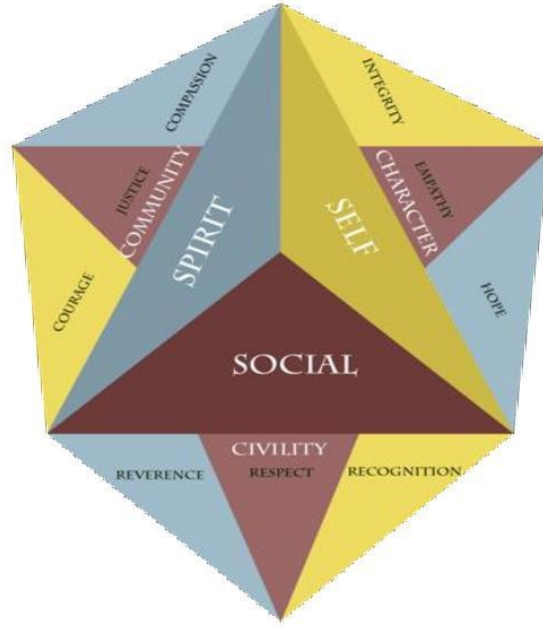 COMPASSION
INTEGRITY
JUSTICE
COMMUNITY
CHARACTER
EMPATHY
SPIRIT
SELF
COURAGE
HOPE
SOCIAL
CIVILITY
REVERENCE
RESPECT
RECOGNITION